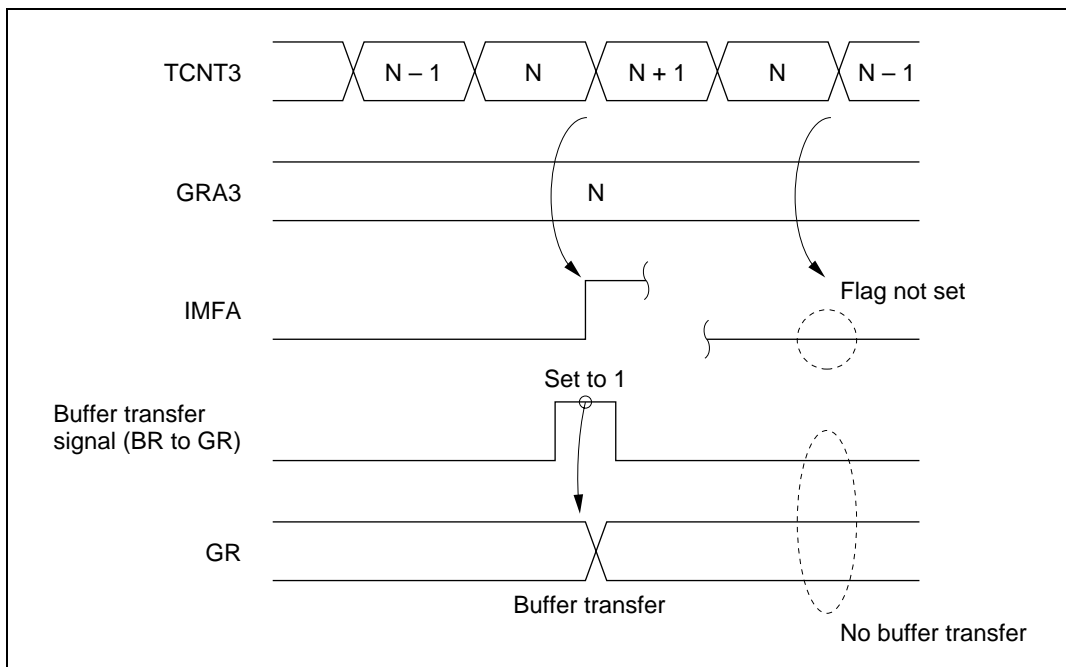 TCNT3
N – 1
N
N + 1
N
N – 1
GRA3
N
IMFA
Flag not set
Set to 1
Buffer transfer
signal (BR to GR)
GR
Buffer transfer
No buffer transfer